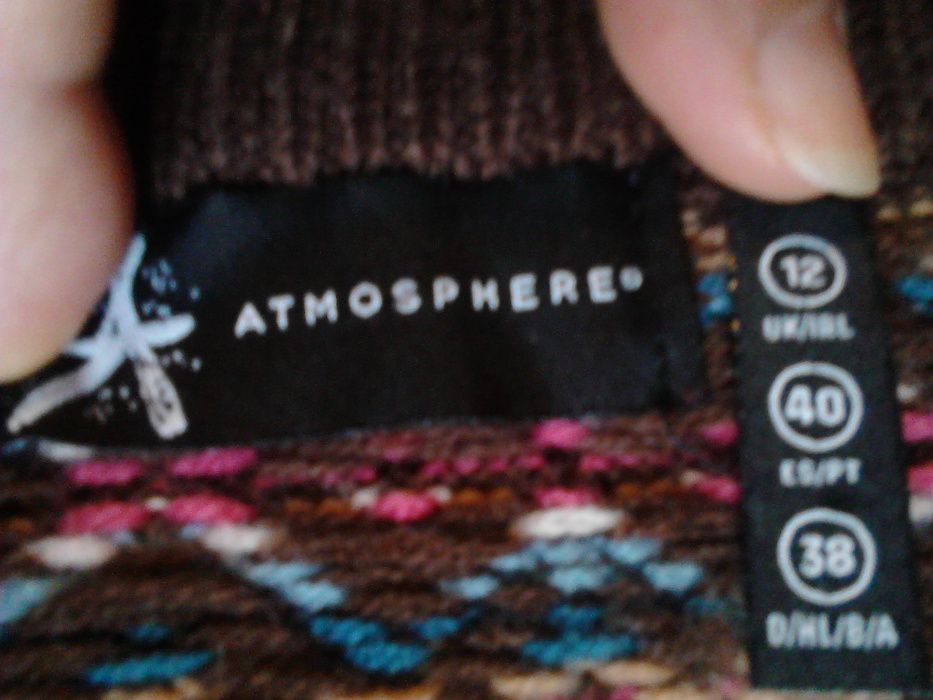 ATMOSPHERE®
12
UK/IRL
40
ES/PT
38
D/NL/B/A